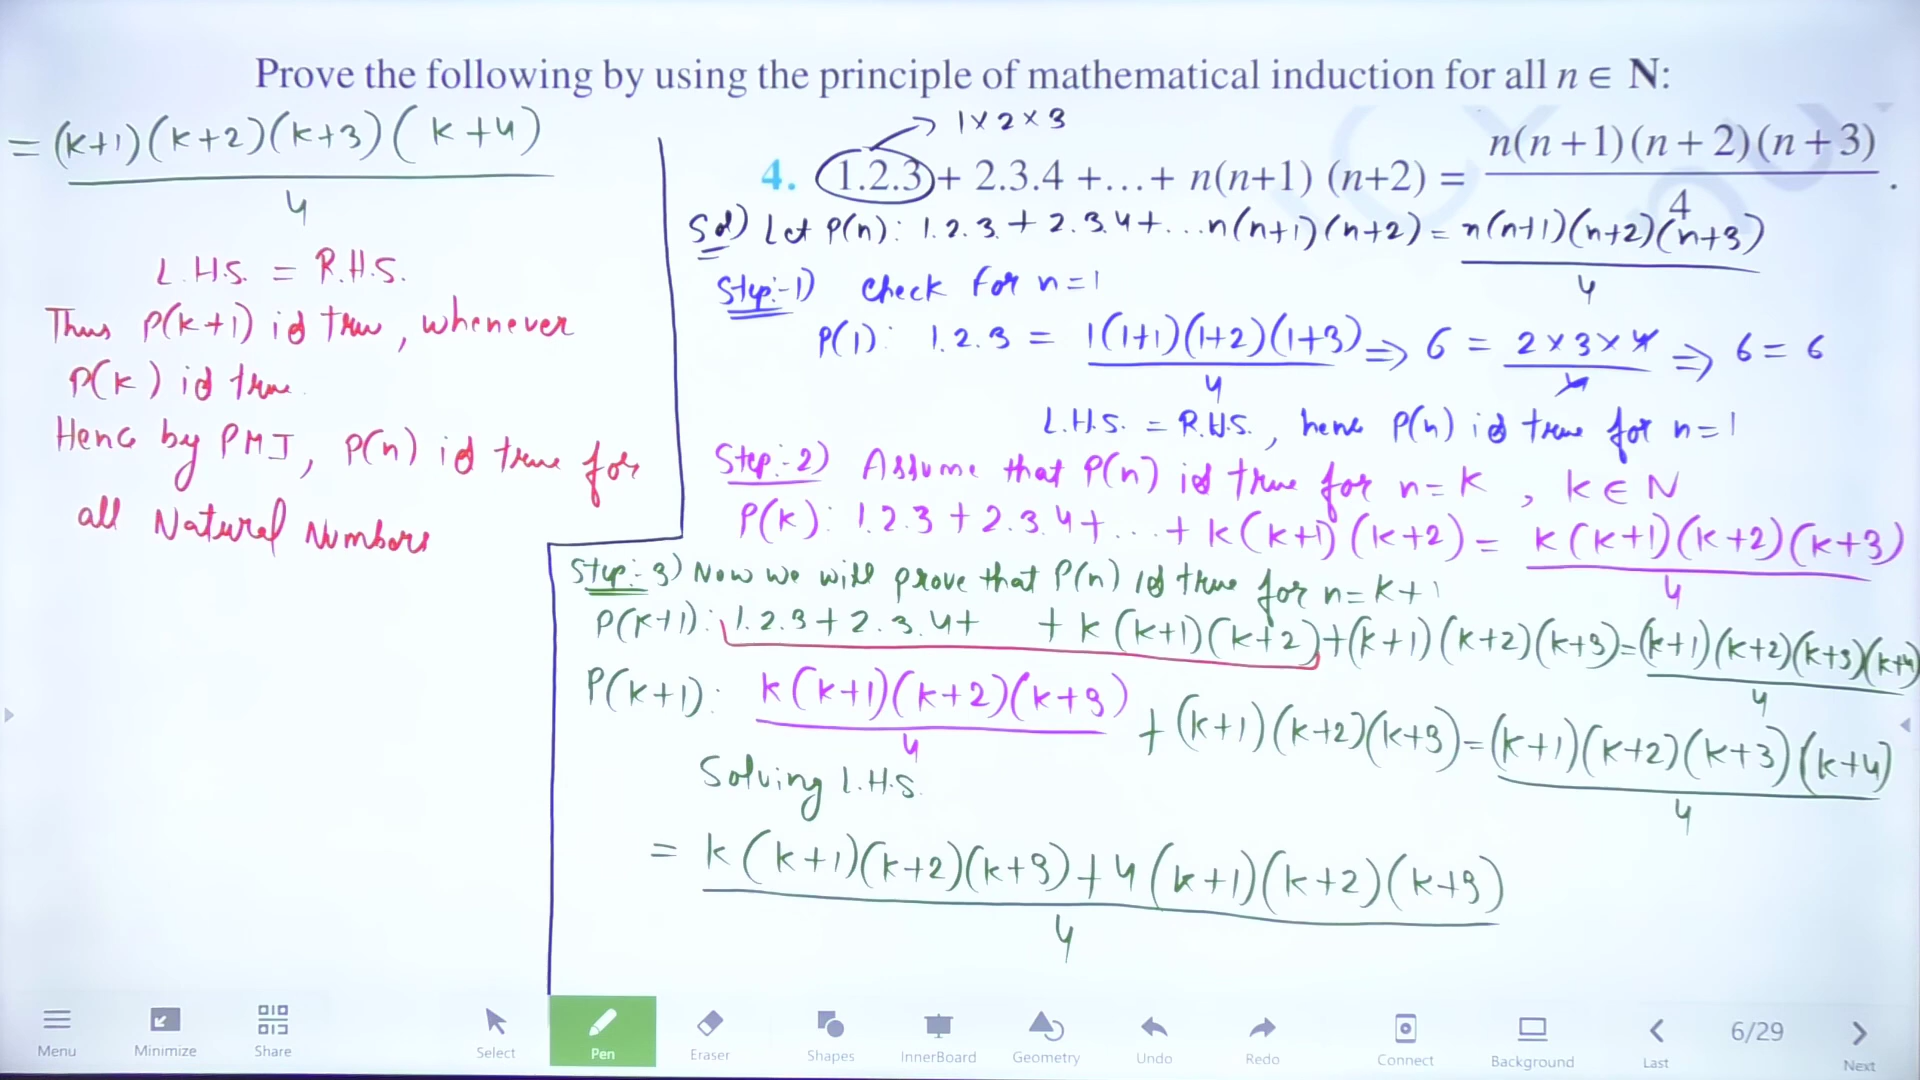 Prove the following by using the principle of mathematical induction for all n ∈ N:
4. 1.2.3 + 2.3.4 +...+ n(n+1) (n+2) = n(n+1)(n+2)(n+3)/4 .
→ 1×2×3
Sol) Let P(n): 1.2.3 + 2.3.4+...n(n+1)(n+2) = n(n+1)(n+2)(n+3)/4
Step:-1) Check for n=1
P(1): 1.2.3 = 1(1+1)(1+2)(1+3)/4 ⇒ 6 = 2×3×4/4 ⇒ 6 = 6
L.H.S. = R.H.S., hence P(n) is true for n=1
Step:-2) Assume that P(n) is true for n=K , K∈N
P(K): 1.2.3 + 2.3.4+...+ K(K+1)(K+2) = K(K+1)(K+2)(K+3)/4
Step:-3) Now we will prove that P(n) is true for n=K+1
P(K+1): 1.2.3 + 2.3.4+ + K(K+1)(K+2)+(K+1)(K+2)(K+3)=(K+1)(K+2)(K+3)(K+4)/4
P(K+1): K(K+1)(K+2)(K+3)/4 + (K+1)(K+2)(K+3)=(K+1)(K+2)(K+3)(K+4)/4
Solving L.H.S.
= K(K+1)(K+2)(K+3)+4(K+1)(K+2)(K+3)/4
= (K+1)(K+2)(K+3)(K+4)/4
L.H.S. = R.H.S.
Thus P(K+1) is true, whenever
P(K) is true.
Henc by PMI, P(n) is true for
all Natural Numbers
Menu
Minimize
Share
Select
Pen
Eraser
Shapes
InnerBoard
Geometry
Undo
Redo
Connect
Background
Last
6/29
Next